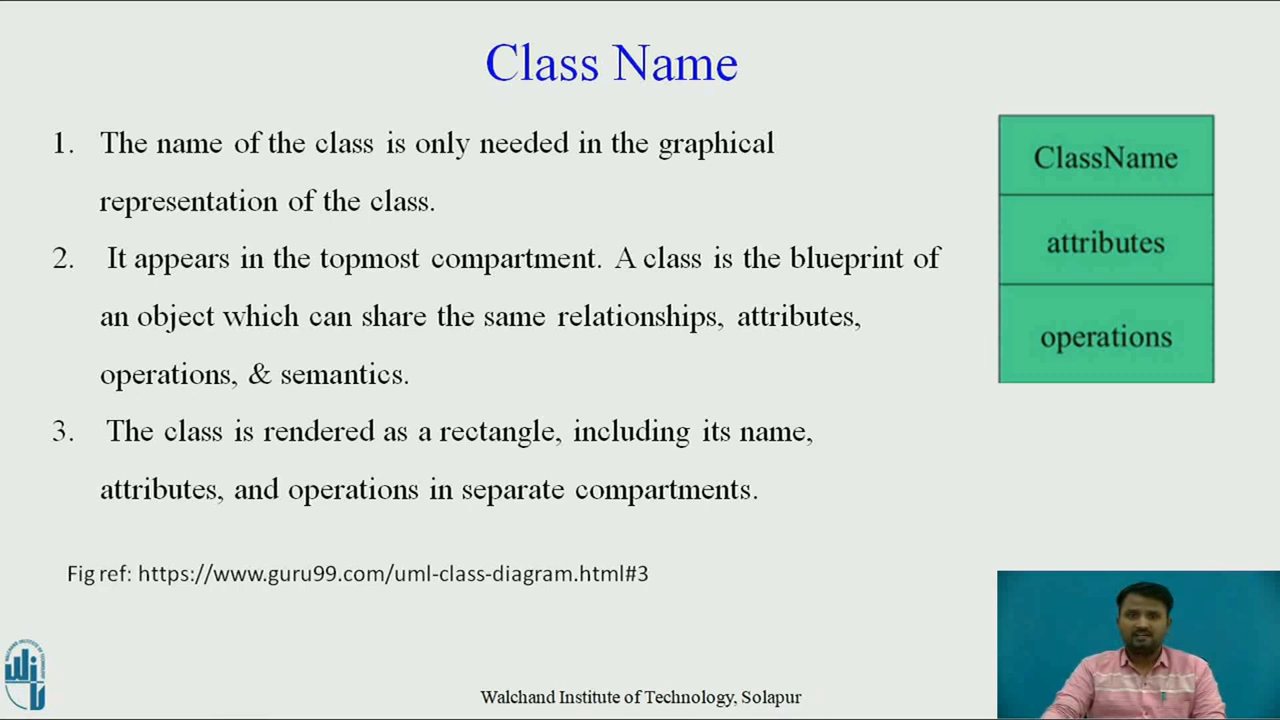 Class Name
1. The name of the class is only needed in the graphical
representation of the class.
2. It appears in the topmost compartment. A class is the blueprint of
an object which can share the same relationships, attributes,
operations, & semantics.
3. The class is rendered as a rectangle, including its name,
attributes, and operations in separate compartments.
ClassName
attributes
operations
Fig ref: https://www.guru99.com/uml-class-diagram.html#3
WALCHAND INSTITUTE OF TECHNOLOGY
Walchand Institute of Technology, Solapur